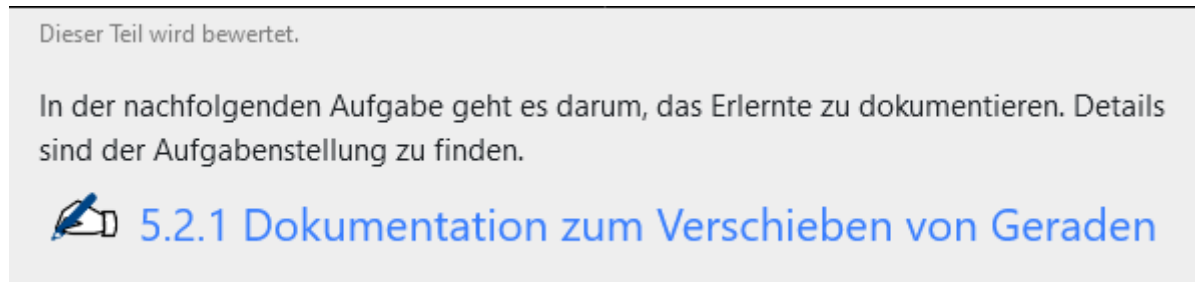 Dieser Teil wird bewertet.
In der nachfolgenden Aufgabe geht es darum, das Erlernte zu dokumentieren. Details
sind der Aufgabenstellung zu finden.
5.2.1 Dokumentation zum Verschieben von Geraden